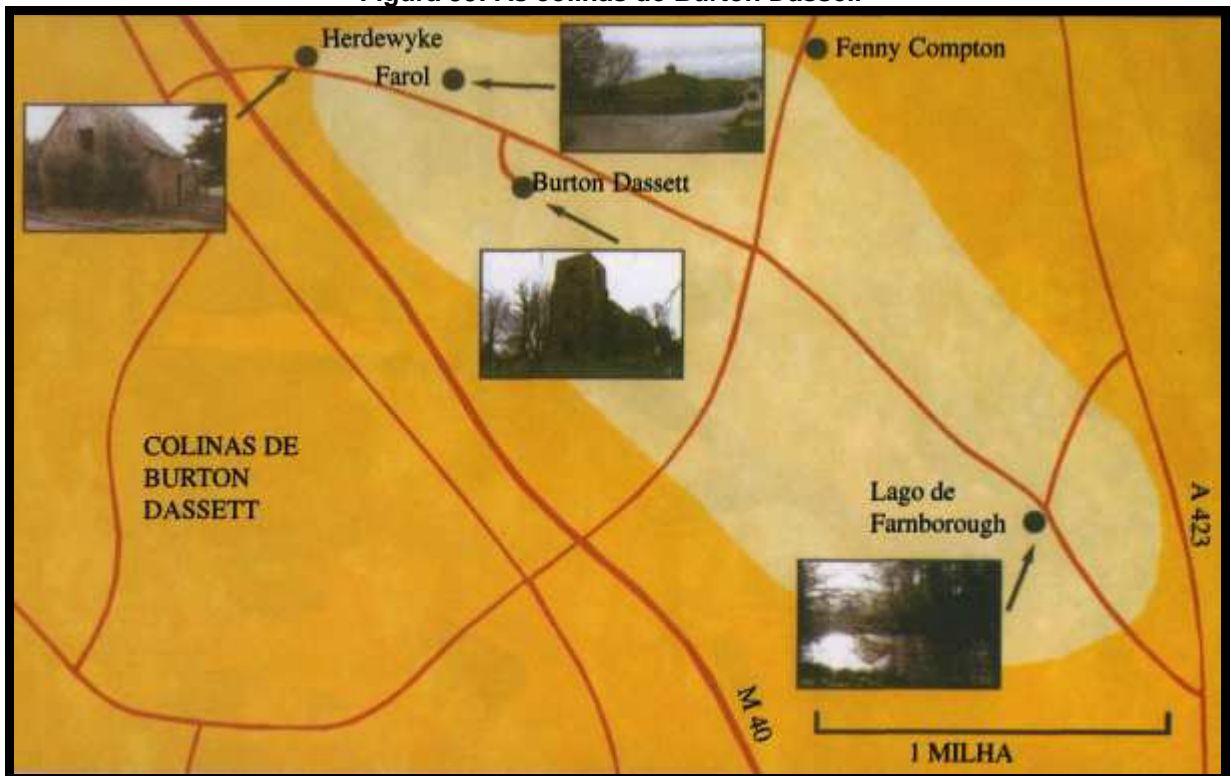 Herdewyke
Farol
Fenny Compton
Burton Dassett
COLINAS DE
BURTON
DASSETT
Lago de
Farnborough
A 423
M 40
1 MILHA